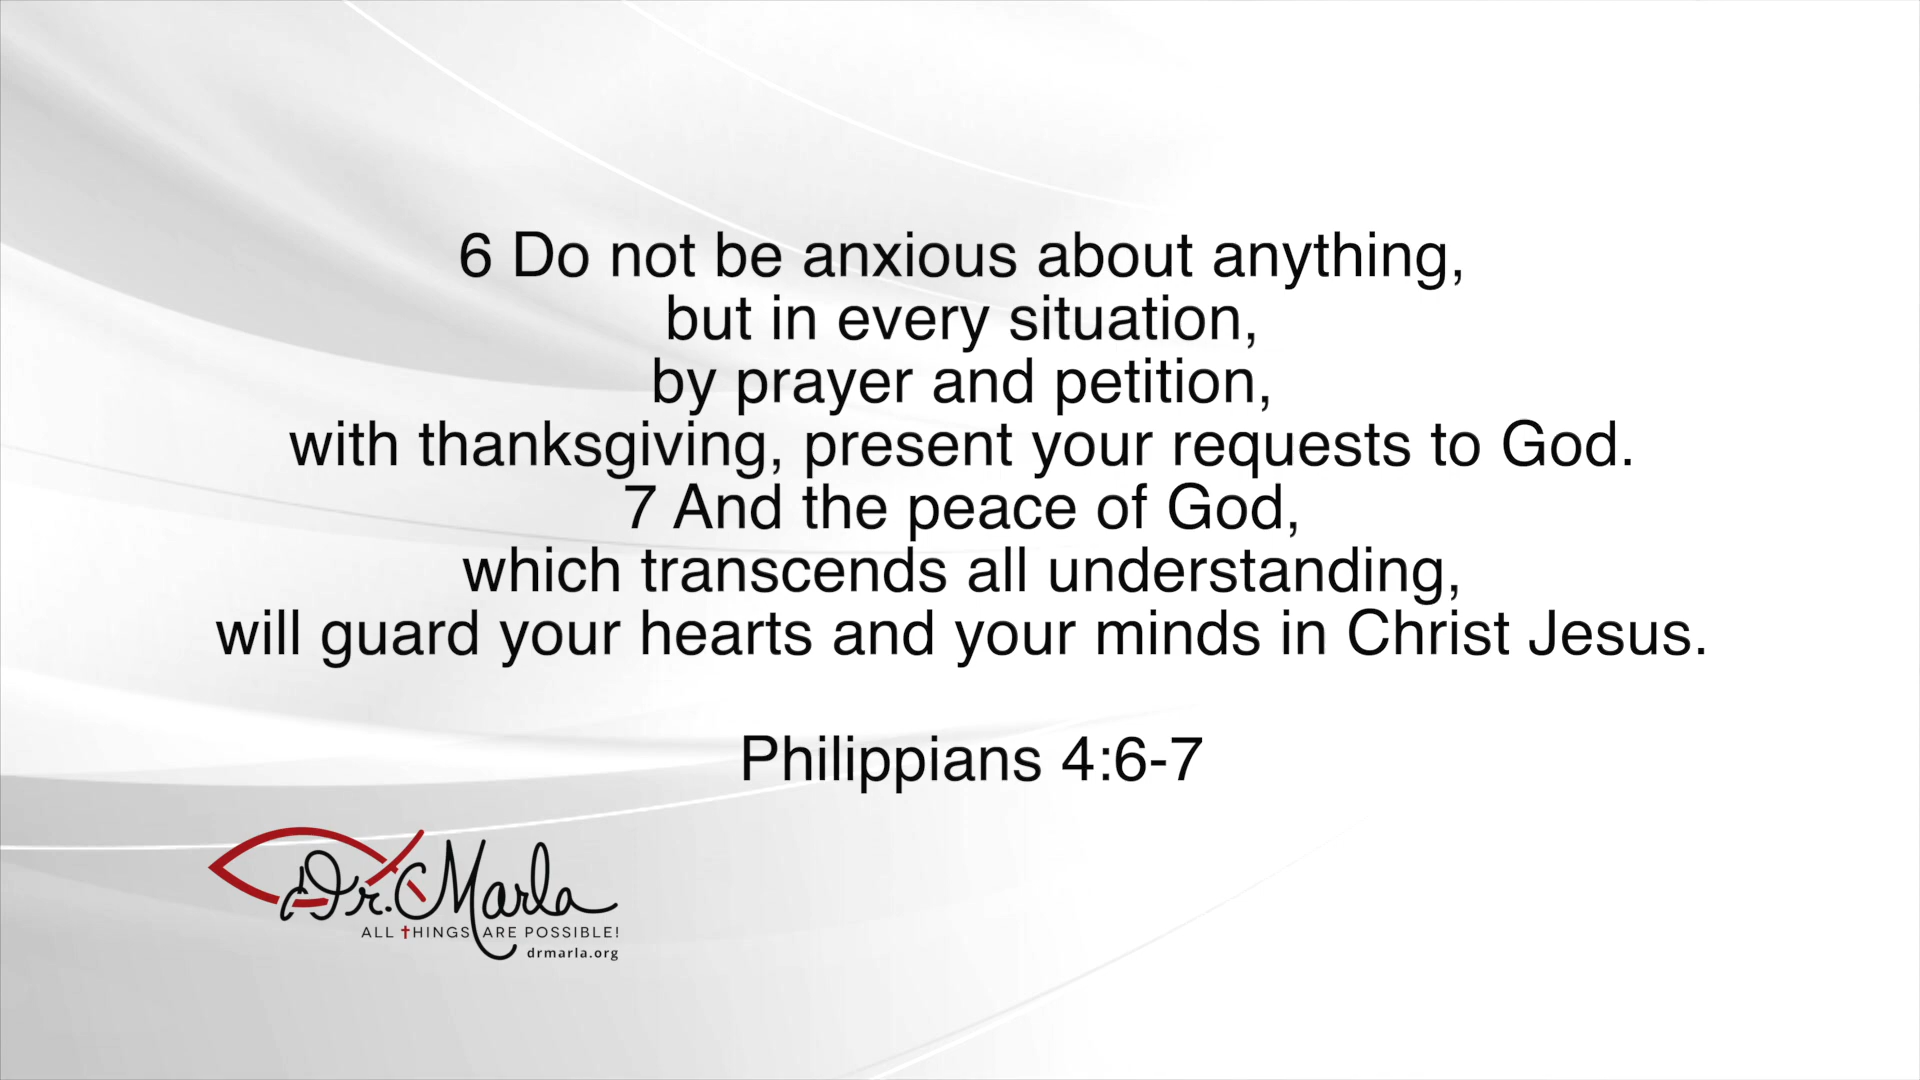 6 Do not be anxious about anything,
but in every situation,
by prayer and petition,
with thanksgiving, present your requests to God.
7 And the peace of God,
which transcends all understanding,
will guard your hearts and your minds in Christ Jesus.
Philippians 4:6-7
Dr. Marla
ALL THINGS ARE POSSIBLE!
drmarla.org